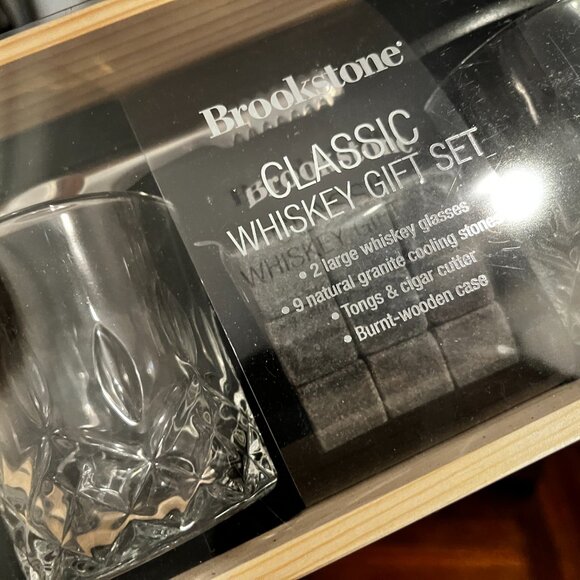 Brookstone®
CLASSIC
WHISKEY GIFT SET
• 2 large whiskey glasses
• 9 natural granite cooling stones
• Tongs & cigar cutter
• Burnt-wooden case